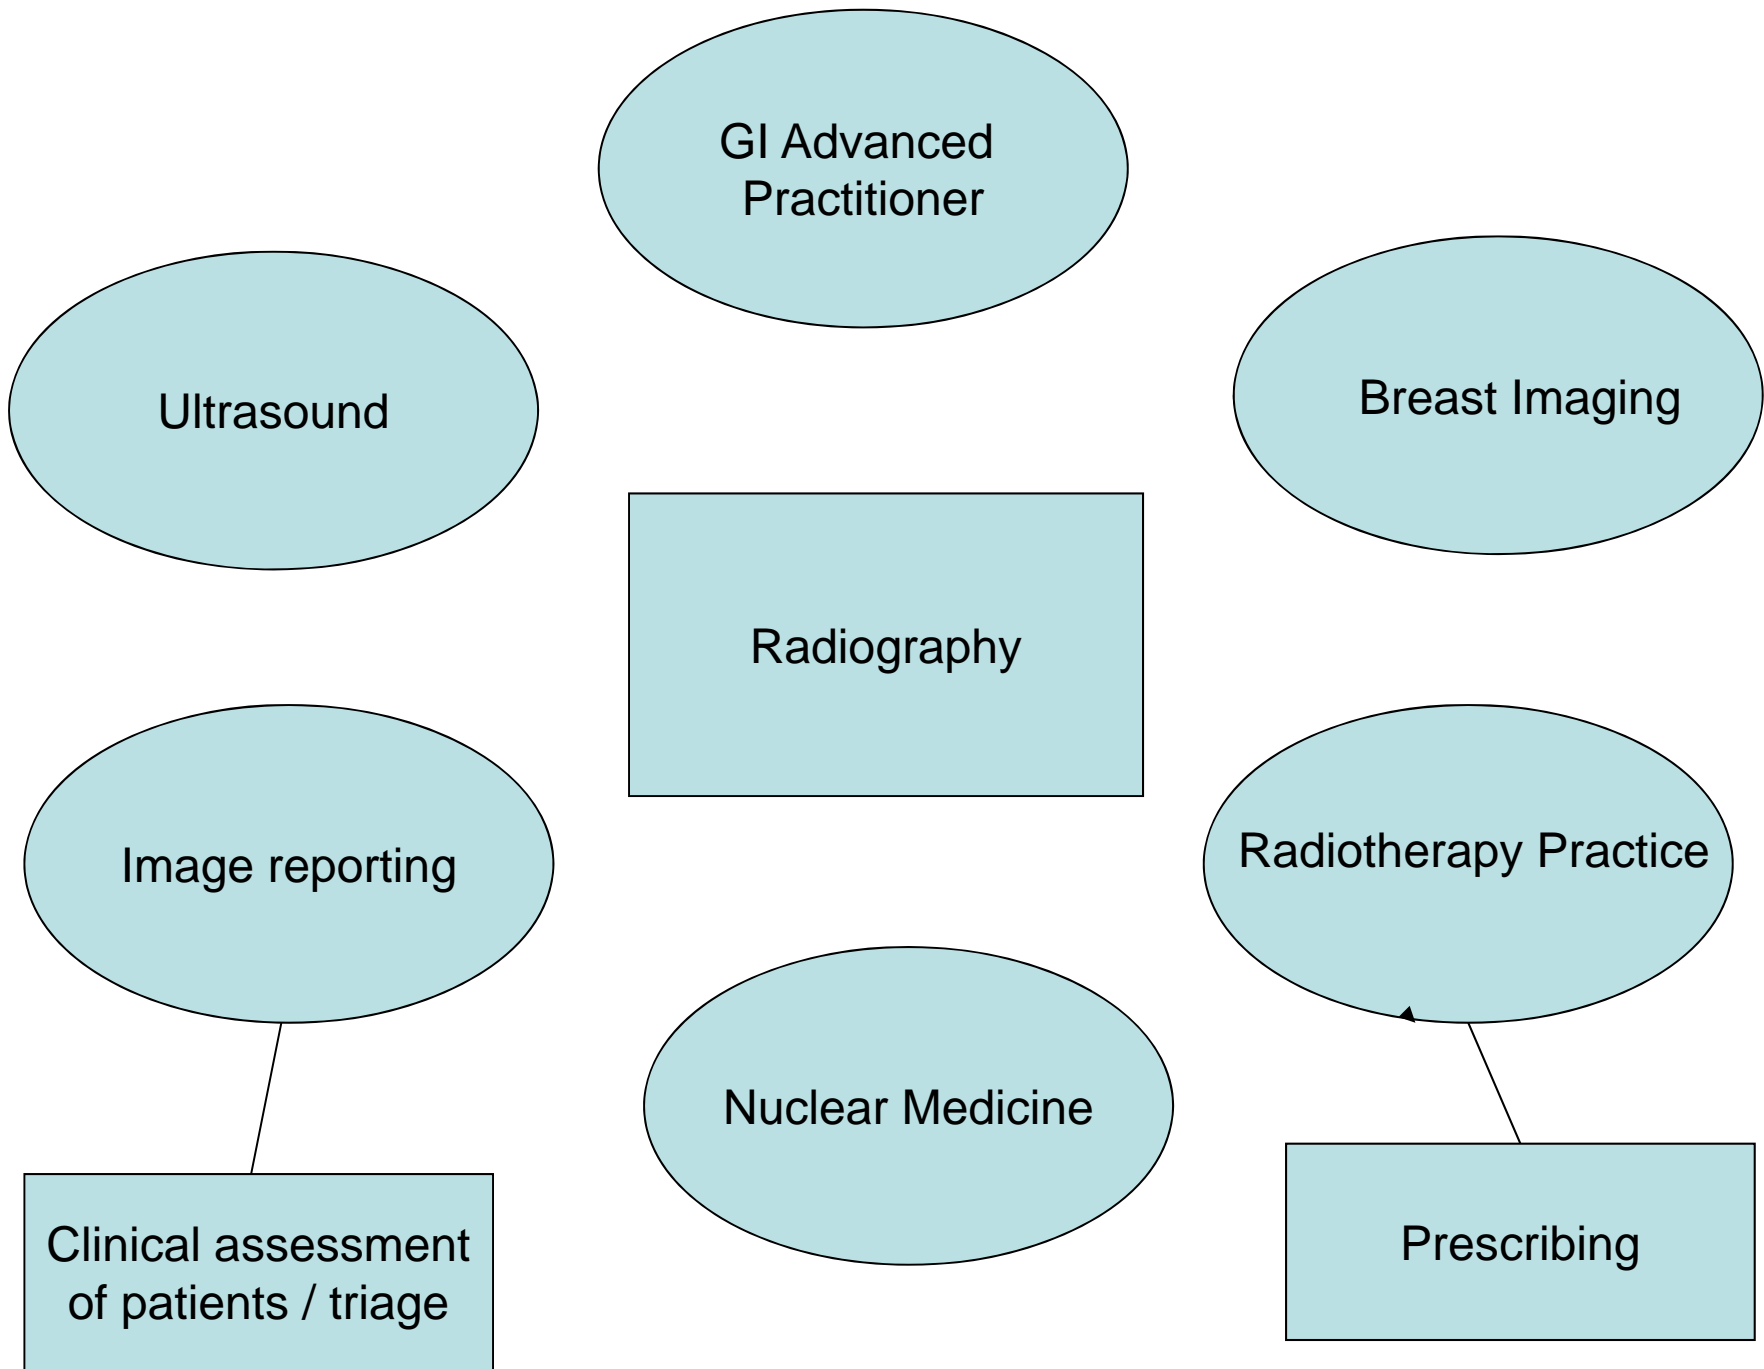 GI Advanced
Practitioner
Ultrasound
Breast Imaging
Radiography
Image reporting
Radiotherapy Practice
Nuclear Medicine
Clinical assessment
of patients / triage
Prescribing